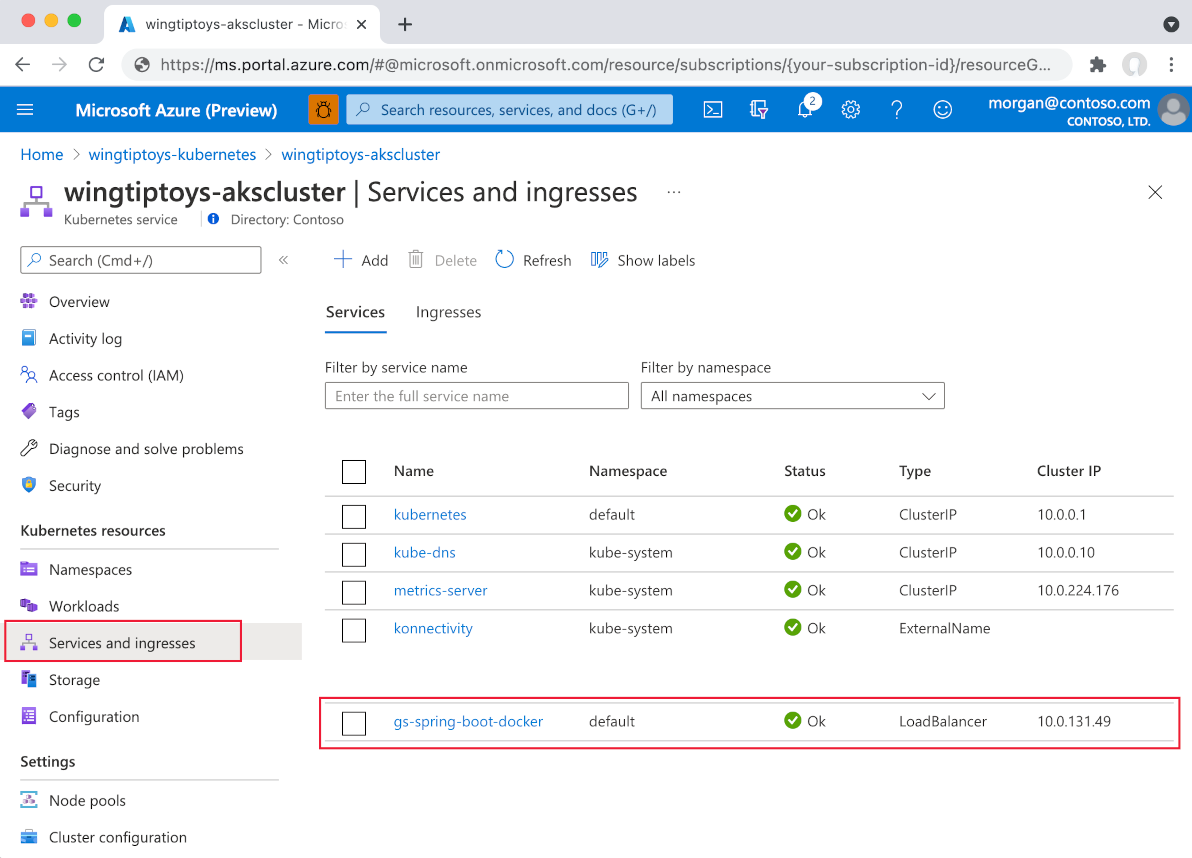 wingtiptoys-akscluster - Micro
https://ms.portal.azure.com/#@microsoft.onmicrosoft.com/resource/subscriptions/{your-subscription-id}/resourceG...
Microsoft Azure (Preview)
Search resources, services, and docs (G+/)
2
morgan@contoso.com
CONTOSO, LTD.
Home > wingtiptoys-kubernetes > wingtiptoys-akscluster
wingtiptoys-akscluster | Services and ingresses ...
Kubernetes service
Directory: Contoso
Search (Cmd+/)
Overview
Activity log
Access control (IAM)
Tags
Diagnose and solve problems
Security
Kubernetes resources
Namespaces
Workloads
Services and ingresses
Storage
Configuration
Settings
Node pools
Cluster configuration
Add Delete Refresh Show labels
Services Ingresses
Filter by service name
Enter the full service name
Filter by namespace
All namespaces
Name Namespace Status Type Cluster IP
kubernetes default Ok ClusterIP 10.0.0.1
kube-dns kube-system Ok ClusterIP 10.0.0.10
metrics-server kube-system Ok ClusterIP 10.0.224.176
konnectivity kube-system Ok ExternalName
gs-spring-boot-docker default Ok LoadBalancer 10.0.131.49